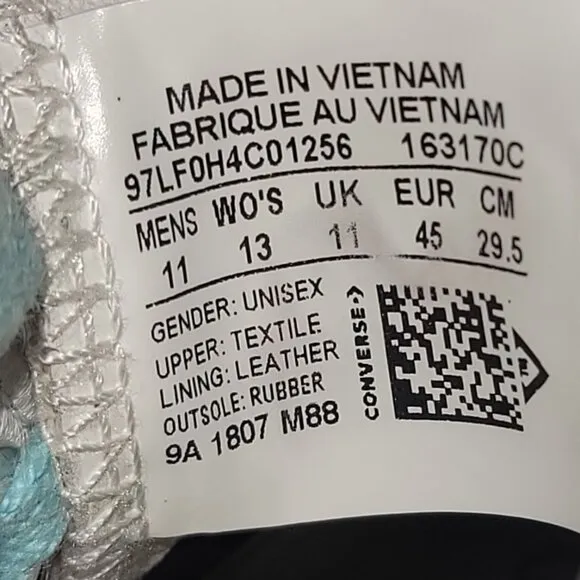 MADE IN VIETNAM
FABRIQUE AU VIETNAM
97LF0H4C01256 163170C
MENS WO'S UK EUR CM
11 13 11 45 29.5
GENDER: UNISEX
UPPER: TEXTILE
LINING: LEATHER
OUTSOLE: RUBBER
9A 1807 M88
CONVERSE
E